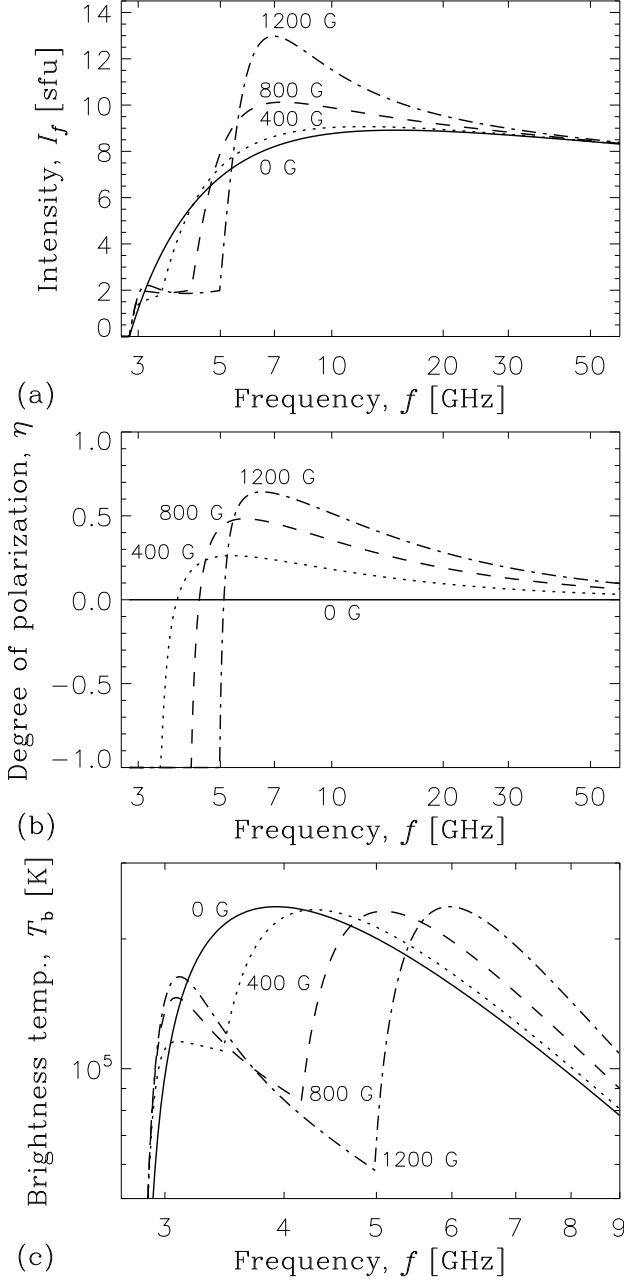 14
12
10
8
6
4
2
0
Intensity, I_f [sfu]
1200 G
800 G
400 G
0 G
3 5 7 10 20 30 50
Frequency, f [GHz]
(a)
1.0
0.5
0.0
−0.5
−1.0
Degree of polarization, η
1200 G
800 G
400 G
0 G
3 5 7 10 20 30 50
Frequency, f [GHz]
(b)
10⁵
Brightness temp., T_b [K]
0 G
400 G
800 G
1200 G
3 4 5 6 7 8 9
Frequency, f [GHz]
(c)